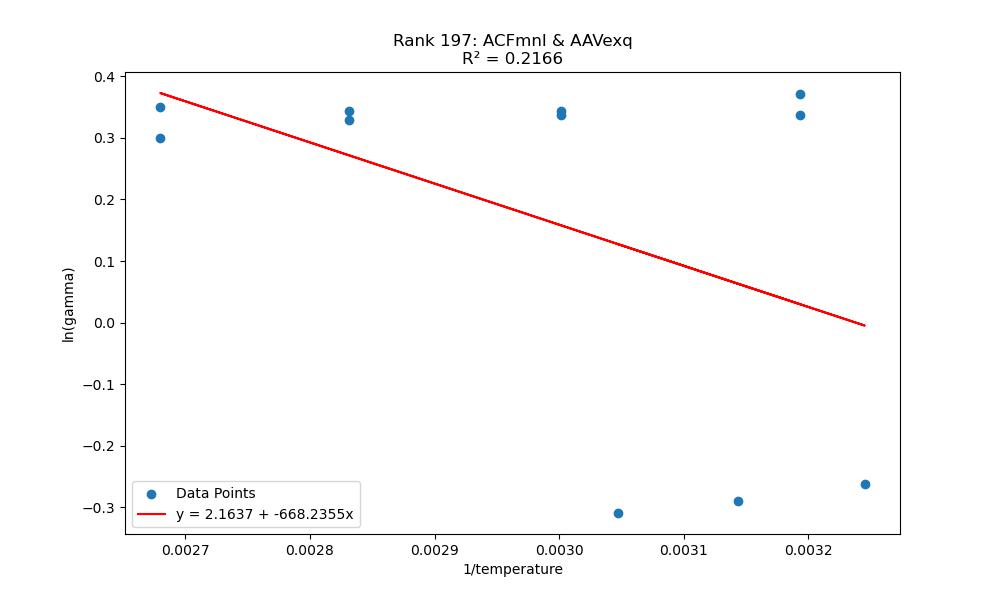 Rank 197: ACFmnl & AAVexq
R² = 0.2166
0.4
0.3
0.2
0.1
0.0
−0.1
−0.2
−0.3
ln(gamma)
Data Points
y = 2.1637 + -668.2355x
0.0027
0.0028
0.0029
0.0030
0.0031
0.0032
1/temperature